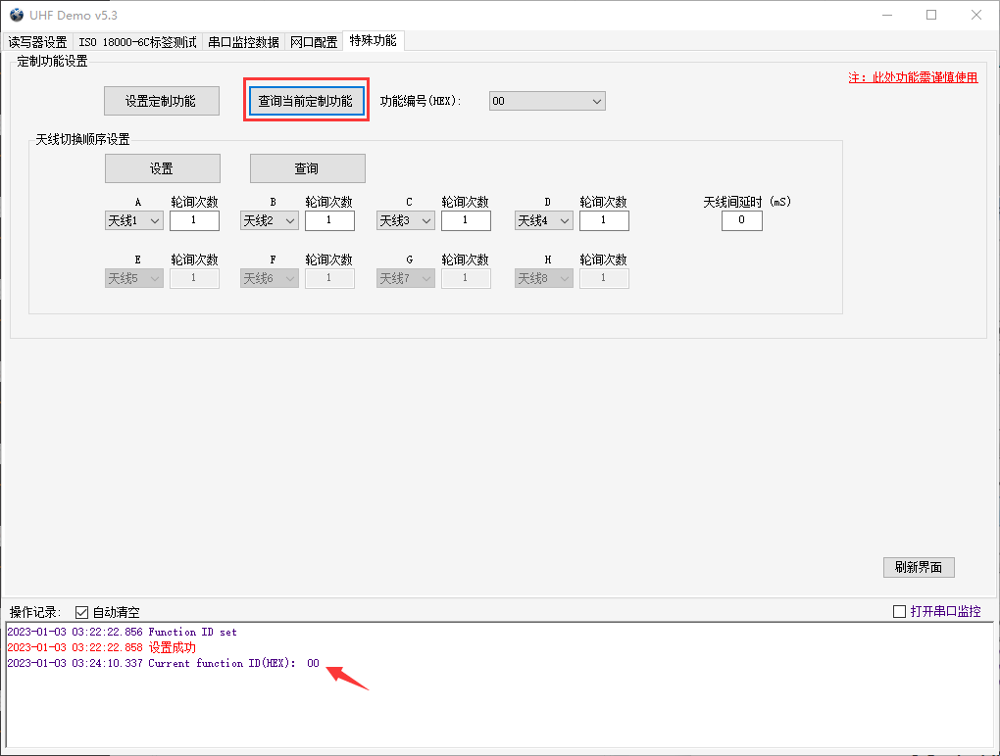 UHF Demo v5.3
读写器设置 ISO 18000-6C标签测试 串口监控数据 网口配置 特殊功能
定制功能设置
注：此处功能需谨慎使用
设置定制功能 查询当前定制功能 功能编号(HEX): 00
天线切换顺序设置
设置 查询
A 轮询次数 B 轮询次数 C 轮询次数 D 轮询次数 天线间延时 (mS)
天线1 1 天线2 1 天线3 1 天线4 1 0
E 轮询次数 F 轮询次数 G 轮询次数 H 轮询次数
天线5 1 天线6 1 天线7 1 天线8 1
刷新界面
操作记录: 自动清空 打开串口监控
2023-01-03 03:22:22.856 Function ID set
2023-01-03 03:22:22.858 设置成功
2023-01-03 03:24:10.337 Current function ID(HEX): 00